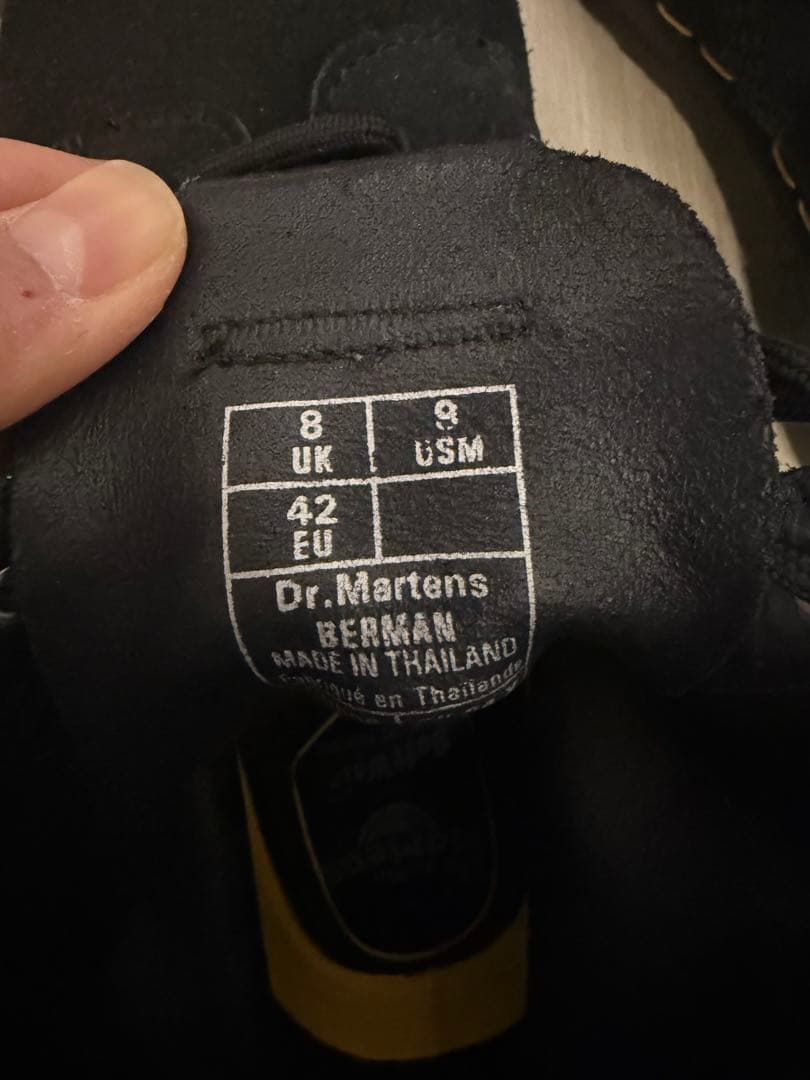 8
UK
9
USM
42
EU
Dr.Martens
BERMAN
MADE IN THAILAND
Fabriqué en Thaïlande